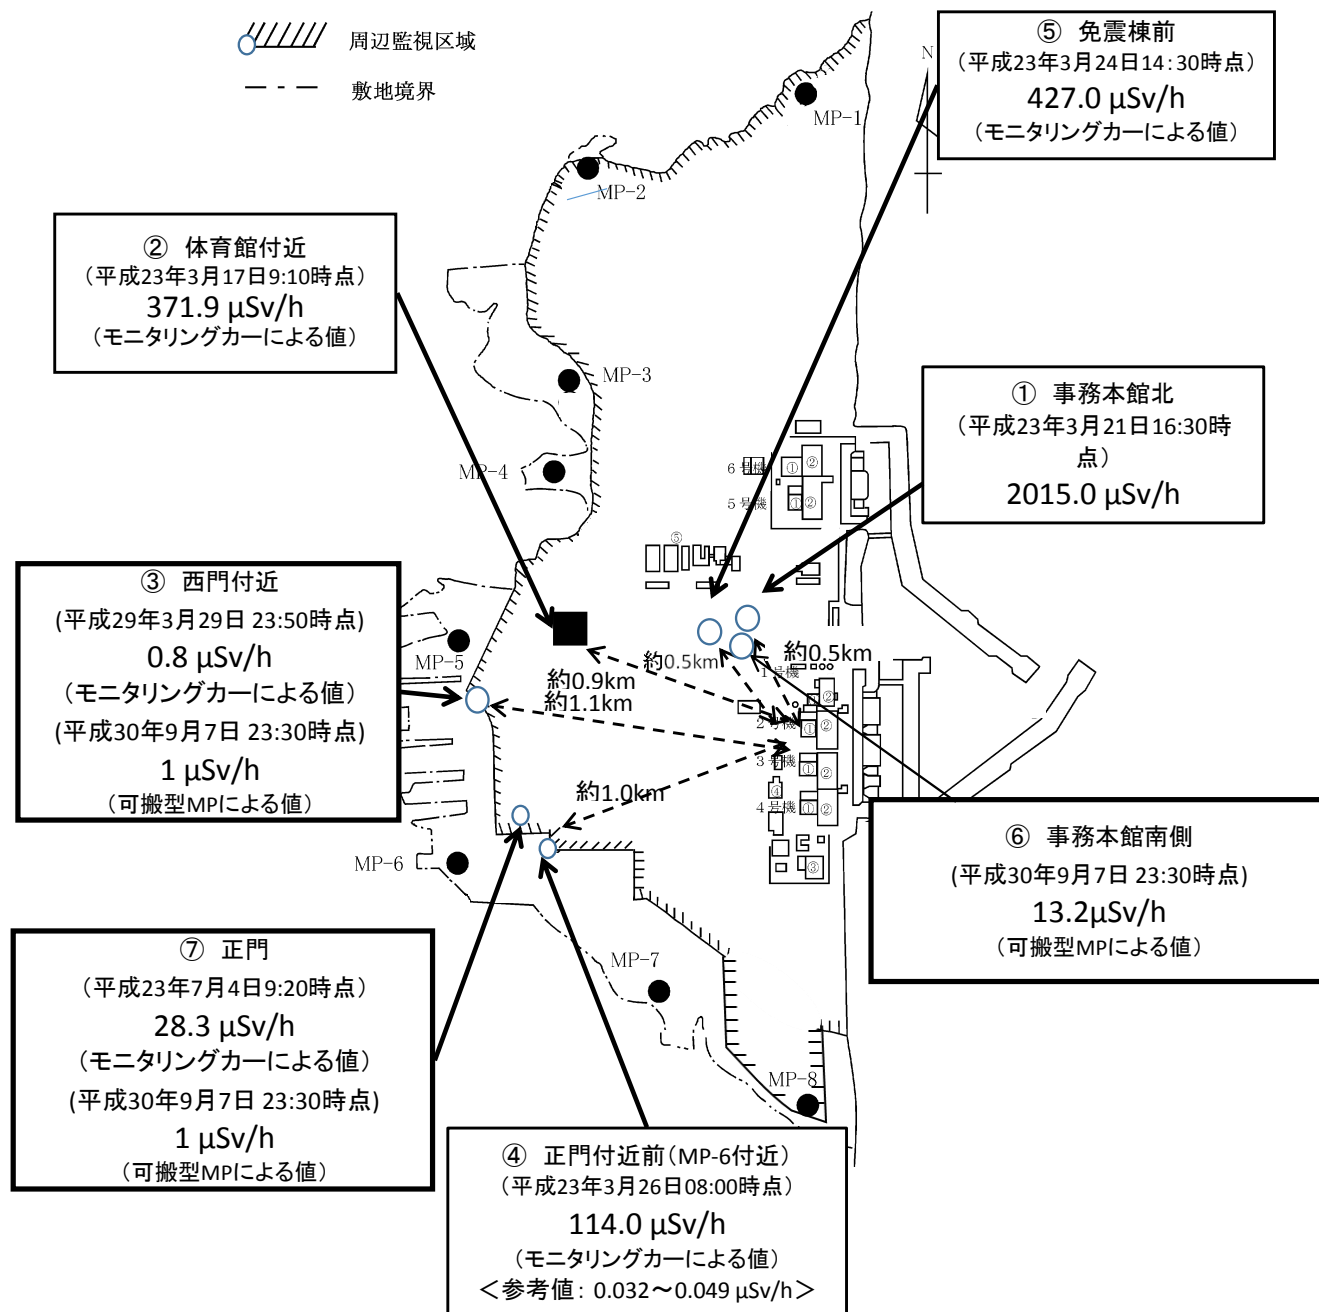 周辺監視区域
敷地境界
⑤ 免震棟前
(平成23年3月24日14:30時点)
427.0 μSv/h
(モニタリングカーによる値)
N
MP-1
MP-2
② 体育館付近
(平成23年3月17日9:10時点)
371.9 μSv/h
(モニタリングカーによる値)
MP-3
① 事務本館北
(平成23年3月21日16:30時
点)
2015.0 μSv/h
MP-4
6号機
①
②
5号機
①
②
⑤
③ 西門付近
(平成29年3月29日 23:50時点)
0.8 μSv/h
(モニタリングカーによる値)
(平成30年9月7日 23:30時点)
1 μSv/h
(可搬型MPによる値)
MP-5
約0.9km
約1.1km
約0.5km
約0.5km
1号機
②
2号機
①
②
3号機
①
②
④
4号機
①
②
③
約1.0km
MP-6
⑥ 事務本館南側
(平成30年9月7日 23:30時点)
13.2μSv/h
(可搬型MPによる値)
⑦ 正門
(平成23年7月4日9:20時点)
28.3 μSv/h
(モニタリングカーによる値)
(平成30年9月7日 23:30時点)
1 μSv/h
(可搬型MPによる値)
MP-7
MP-8
④ 正門付近前(MP-6付近)
(平成23年3月26日08:00時点)
114.0 μSv/h
(モニタリングカーによる値)
<参考値: 0.032~0.049 μSv/h>